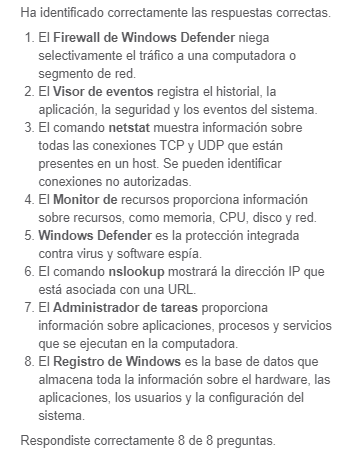 Ha identificado correctamente las respuestas correctas.
1. El Firewall de Windows Defender niega
selectivamente el tráfico a una computadora o
segmento de red.
2. El Visor de eventos registra el historial, la
aplicación, la seguridad y los eventos del sistema.
3. El comando netstat muestra información sobre
todas las conexiones TCP y UDP que están
presentes en un host. Se pueden identificar
conexiones no autorizadas.
4. El Monitor de recursos proporciona información
sobre recursos, como memoria, CPU, disco y red.
5. Windows Defender es la protección integrada
contra virus y software espía.
6. El comando nslookup mostrará la dirección IP que
está asociada con una URL.
7. El Administrador de tareas proporciona
información sobre aplicaciones, procesos y servicios
que se ejecutan en la computadora.
8. El Registro de Windows es la base de datos que
almacena toda la información sobre el hardware, las
aplicaciones, los usuarios y la configuración del
sistema.
Respondiste correctamente 8 de 8 preguntas.